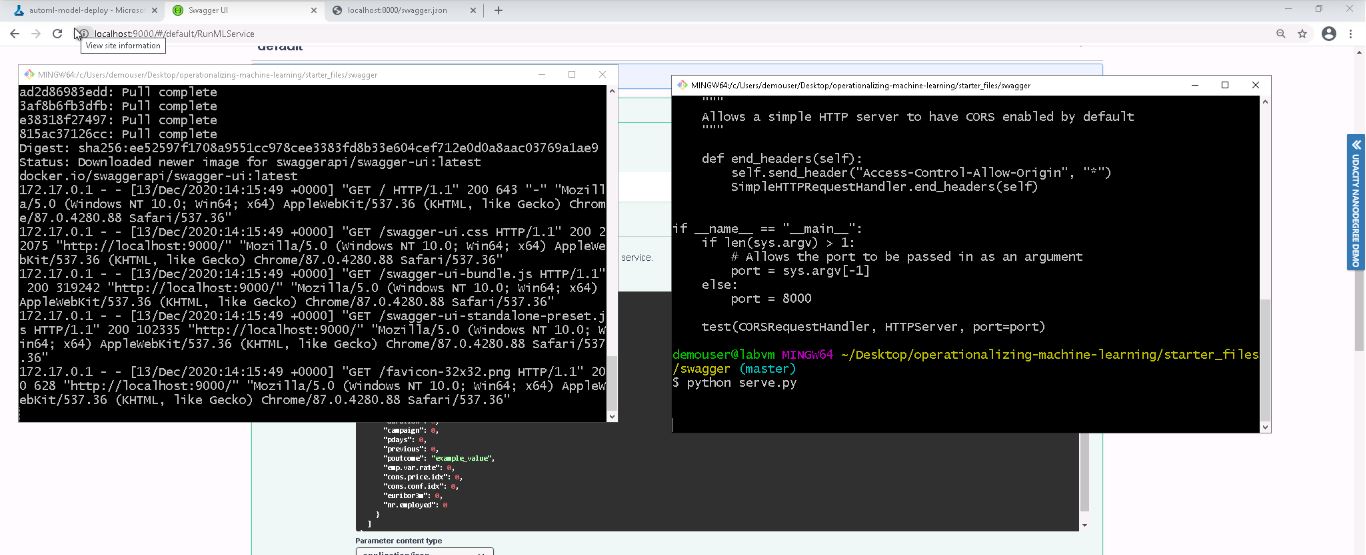 automl-model-deploy - Microsof
Swagger UI
localhost:8000/swagger.json
localhost:9000/#/default/RunMLService
View site information
default
MINGW64:/c/Users/demouser/Desktop/operationalizing-machine-learning/starter_files/swagger
ad2d86983edd: Pull complete
3af8b6fb3dfb: Pull complete
e38318f27497: Pull complete
815ac37126cc: Pull complete
Digest: sha256:ee52597f1708a9551cc978cee3383fd8b33e604cef712e0d0a8aac03769a1ae9
Status: Downloaded newer image for swaggerapi/swagger-ui:latest
docker.io/swaggerapi/swagger-ui:latest
172.17.0.1 - - [13/Dec/2020:14:15:49 +0000] "GET / HTTP/1.1" 200 643 "-" "Mozill
a/5.0 (Windows NT 10.0; Win64; x64) AppleWebKit/537.36 (KHTML, like Gecko) Chrom
e/87.0.4280.88 Safari/537.36"
172.17.0.1 - - [13/Dec/2020:14:15:49 +0000] "GET /swagger-ui.css HTTP/1.1" 200 2
2075 "http://localhost:9000/" "Mozilla/5.0 (Windows NT 10.0; Win64; x64) AppleWe
bKit/537.36 (KHTML, like Gecko) Chrome/87.0.4280.88 Safari/537.36"
172.17.0.1 - - [13/Dec/2020:14:15:49 +0000] "GET /swagger-ui-bundle.js HTTP/1.1"
 200 319242 "http://localhost:9000/" "Mozilla/5.0 (Windows NT 10.0; Win64; x64)
AppleWebKit/537.36 (KHTML, like Gecko) Chrome/87.0.4280.88 Safari/537.36"
172.17.0.1 - - [13/Dec/2020:14:15:49 +0000] "GET /swagger-ui-standalone-preset.j
s HTTP/1.1" 200 102335 "http://localhost:9000/" "Mozilla/5.0 (Windows NT 10.0; W
in64; x64) AppleWebKit/537.36 (KHTML, like Gecko) Chrome/87.0.4280.88 Safari/537
.36"
172.17.0.1 - - [13/Dec/2020:14:15:49 +0000] "GET /favicon-32x32.png HTTP/1.1" 20
0 628 "http://localhost:9000/" "Mozilla/5.0 (Windows NT 10.0; Win64; x64) AppleW
ebKit/537.36 (KHTML, like Gecko) Chrome/87.0.4280.88 Safari/537.36"
service.
MINGW64:/c/Users/demouser/Desktop/operationalizing-machine-learning/starter_files/swagger
"""
Allows a simple HTTP server to have CORS enabled by default
"""
def end_headers(self):
self.send_header("Access-Control-Allow-Origin", "*")
SimpleHTTPRequestHandler.end_headers(self)
if __name__ == "__main__":
if len(sys.argv) > 1:
# Allows the port to be passed in as an argument
port = sys.argv[-1]
else:
port = 8000
test(CORSRequestHandler, HTTPServer, port=port)
demouser@labvm MINGW64 ~/Desktop/operationalizing-machine-learning/starter_files
/swagger (master)
$ python serve.py
UDACITY NANODEGREE DEMO
"duration": 0,
"campaign": 0,
"pdays": 0,
"previous": 0,
"poutcome": "example_value",
"emp.var.rate": 0,
"cons.price.idx": 0,
"cons.conf.idx": 0,
"euribor3m": 0,
"nr.employed": 0
}
]
Parameter content type
application/json